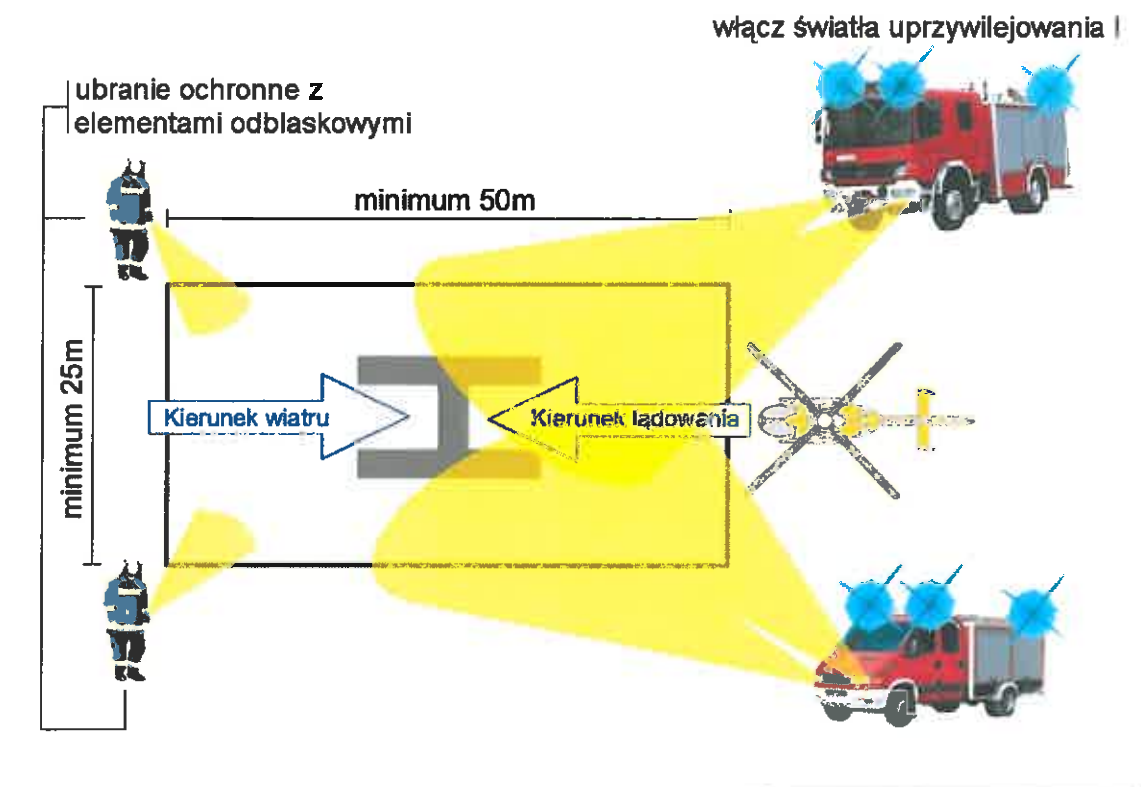 włącz światła uprzywilejowania !
ubranie ochronne z
elementami odblaskowymi
minimum 50m
minimum 25m
Kierunek wiatru
Kierunek lądowania